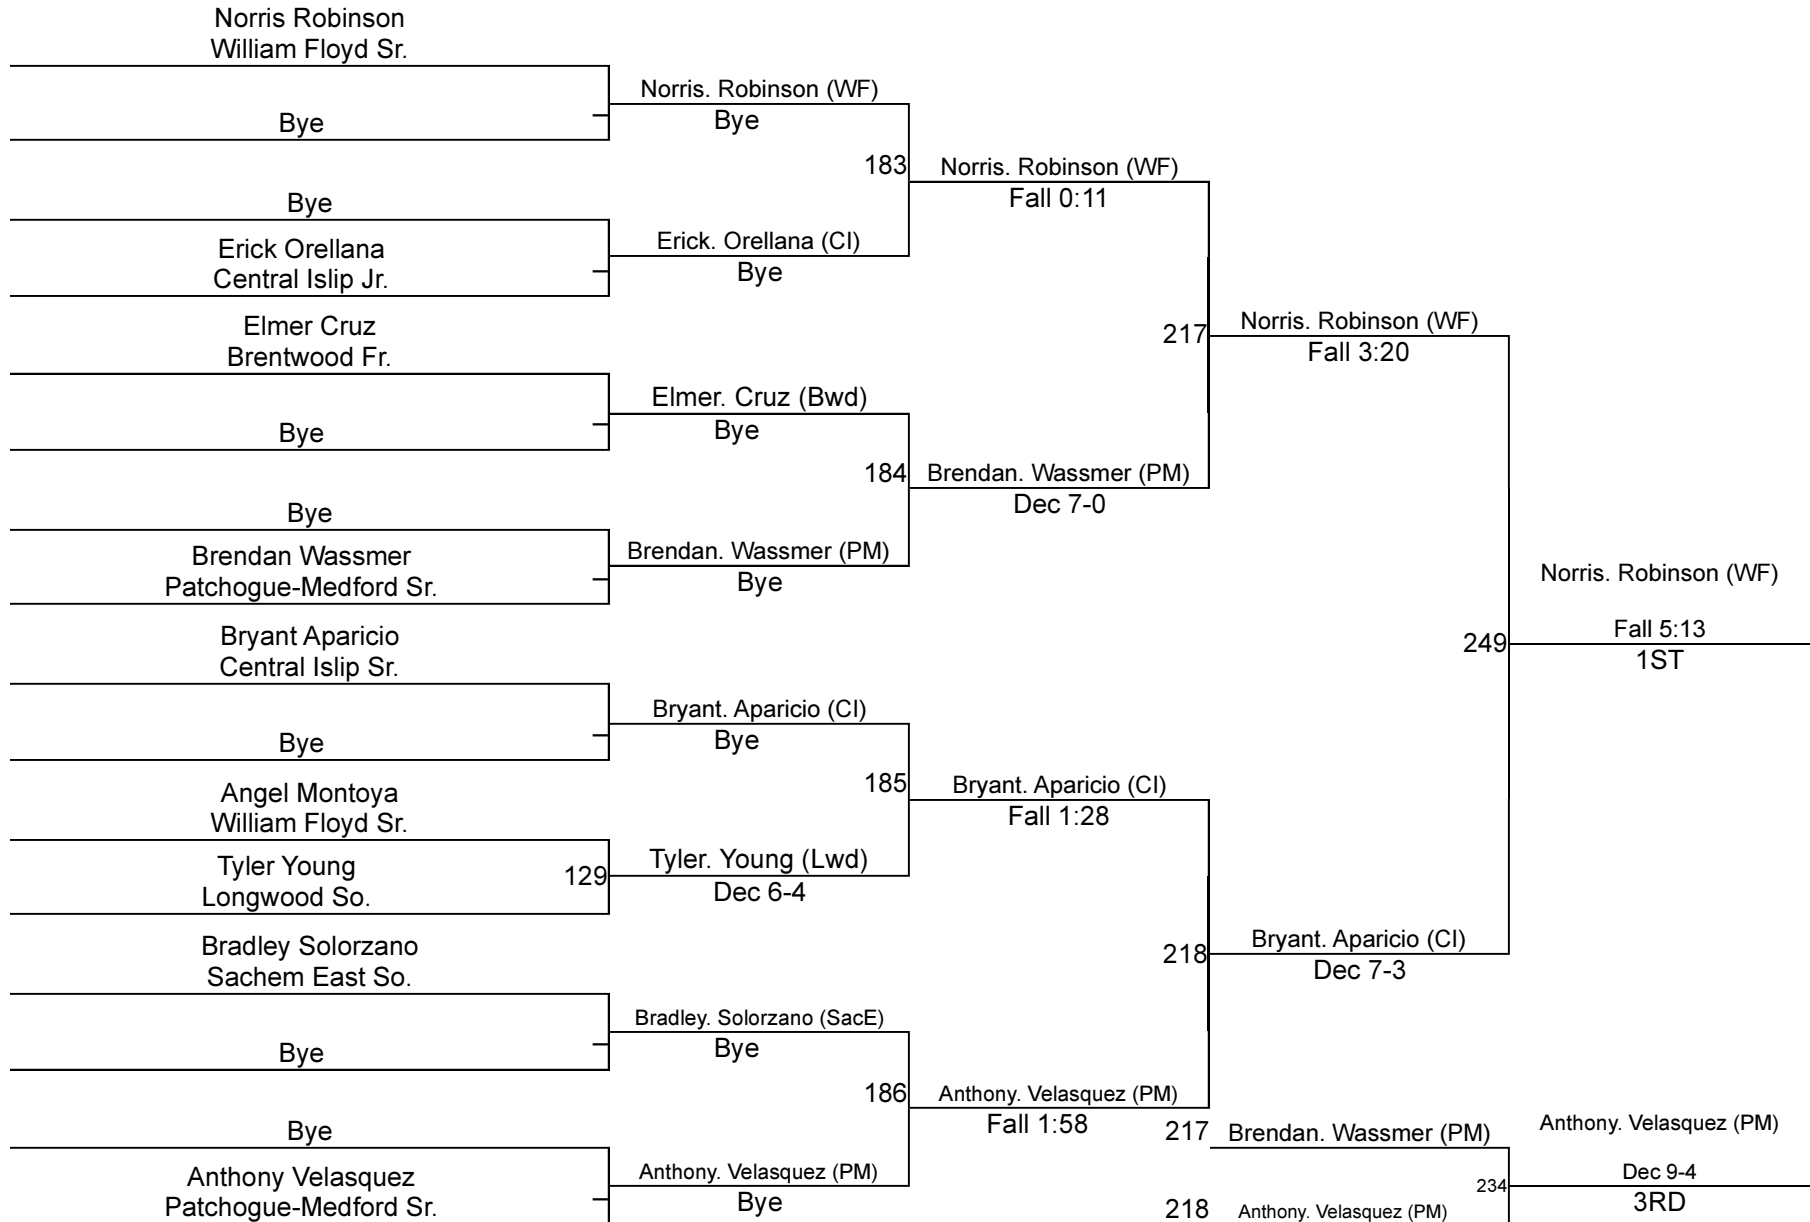 Norris Robinson
William Floyd Sr.
Bye
Bye
Erick Orellana
Central Islip Jr.
Elmer Cruz
Brentwood Fr.
Bye
Bye
Brendan Wassmer
Patchogue-Medford Sr.
Bryant Aparicio
Central Islip Sr.
Bye
Angel Montoya
William Floyd Sr.
Tyler Young
Longwood So.
Bradley Solorzano
Sachem East So.
Bye
Bye
Anthony Velasquez
Patchogue-Medford Sr.
Norris. Robinson (WF)
Bye
Erick. Orellana (CI)
Bye
Elmer. Cruz (Bwd)
Bye
Brendan. Wassmer (PM)
Bye
Bryant. Aparicio (CI)
Bye
129
Tyler. Young (Lwd)
Dec 6-4
Bradley. Solorzano (SacE)
Bye
Anthony. Velasquez (PM)
Bye
183
Norris. Robinson (WF)
Fall 0:11
184
Brendan. Wassmer (PM)
Dec 7-0
185
Bryant. Aparicio (CI)
Fall 1:28
186
Anthony. Velasquez (PM)
Fall 1:58
217
Norris. Robinson (WF)
Fall 3:20
218
Bryant. Aparicio (CI)
Dec 7-3
249
Norris. Robinson (WF)
Fall 5:13
1ST
217
Brendan. Wassmer (PM)
218
Anthony. Velasquez (PM)
234
Anthony. Velasquez (PM)
Dec 9-4
3RD